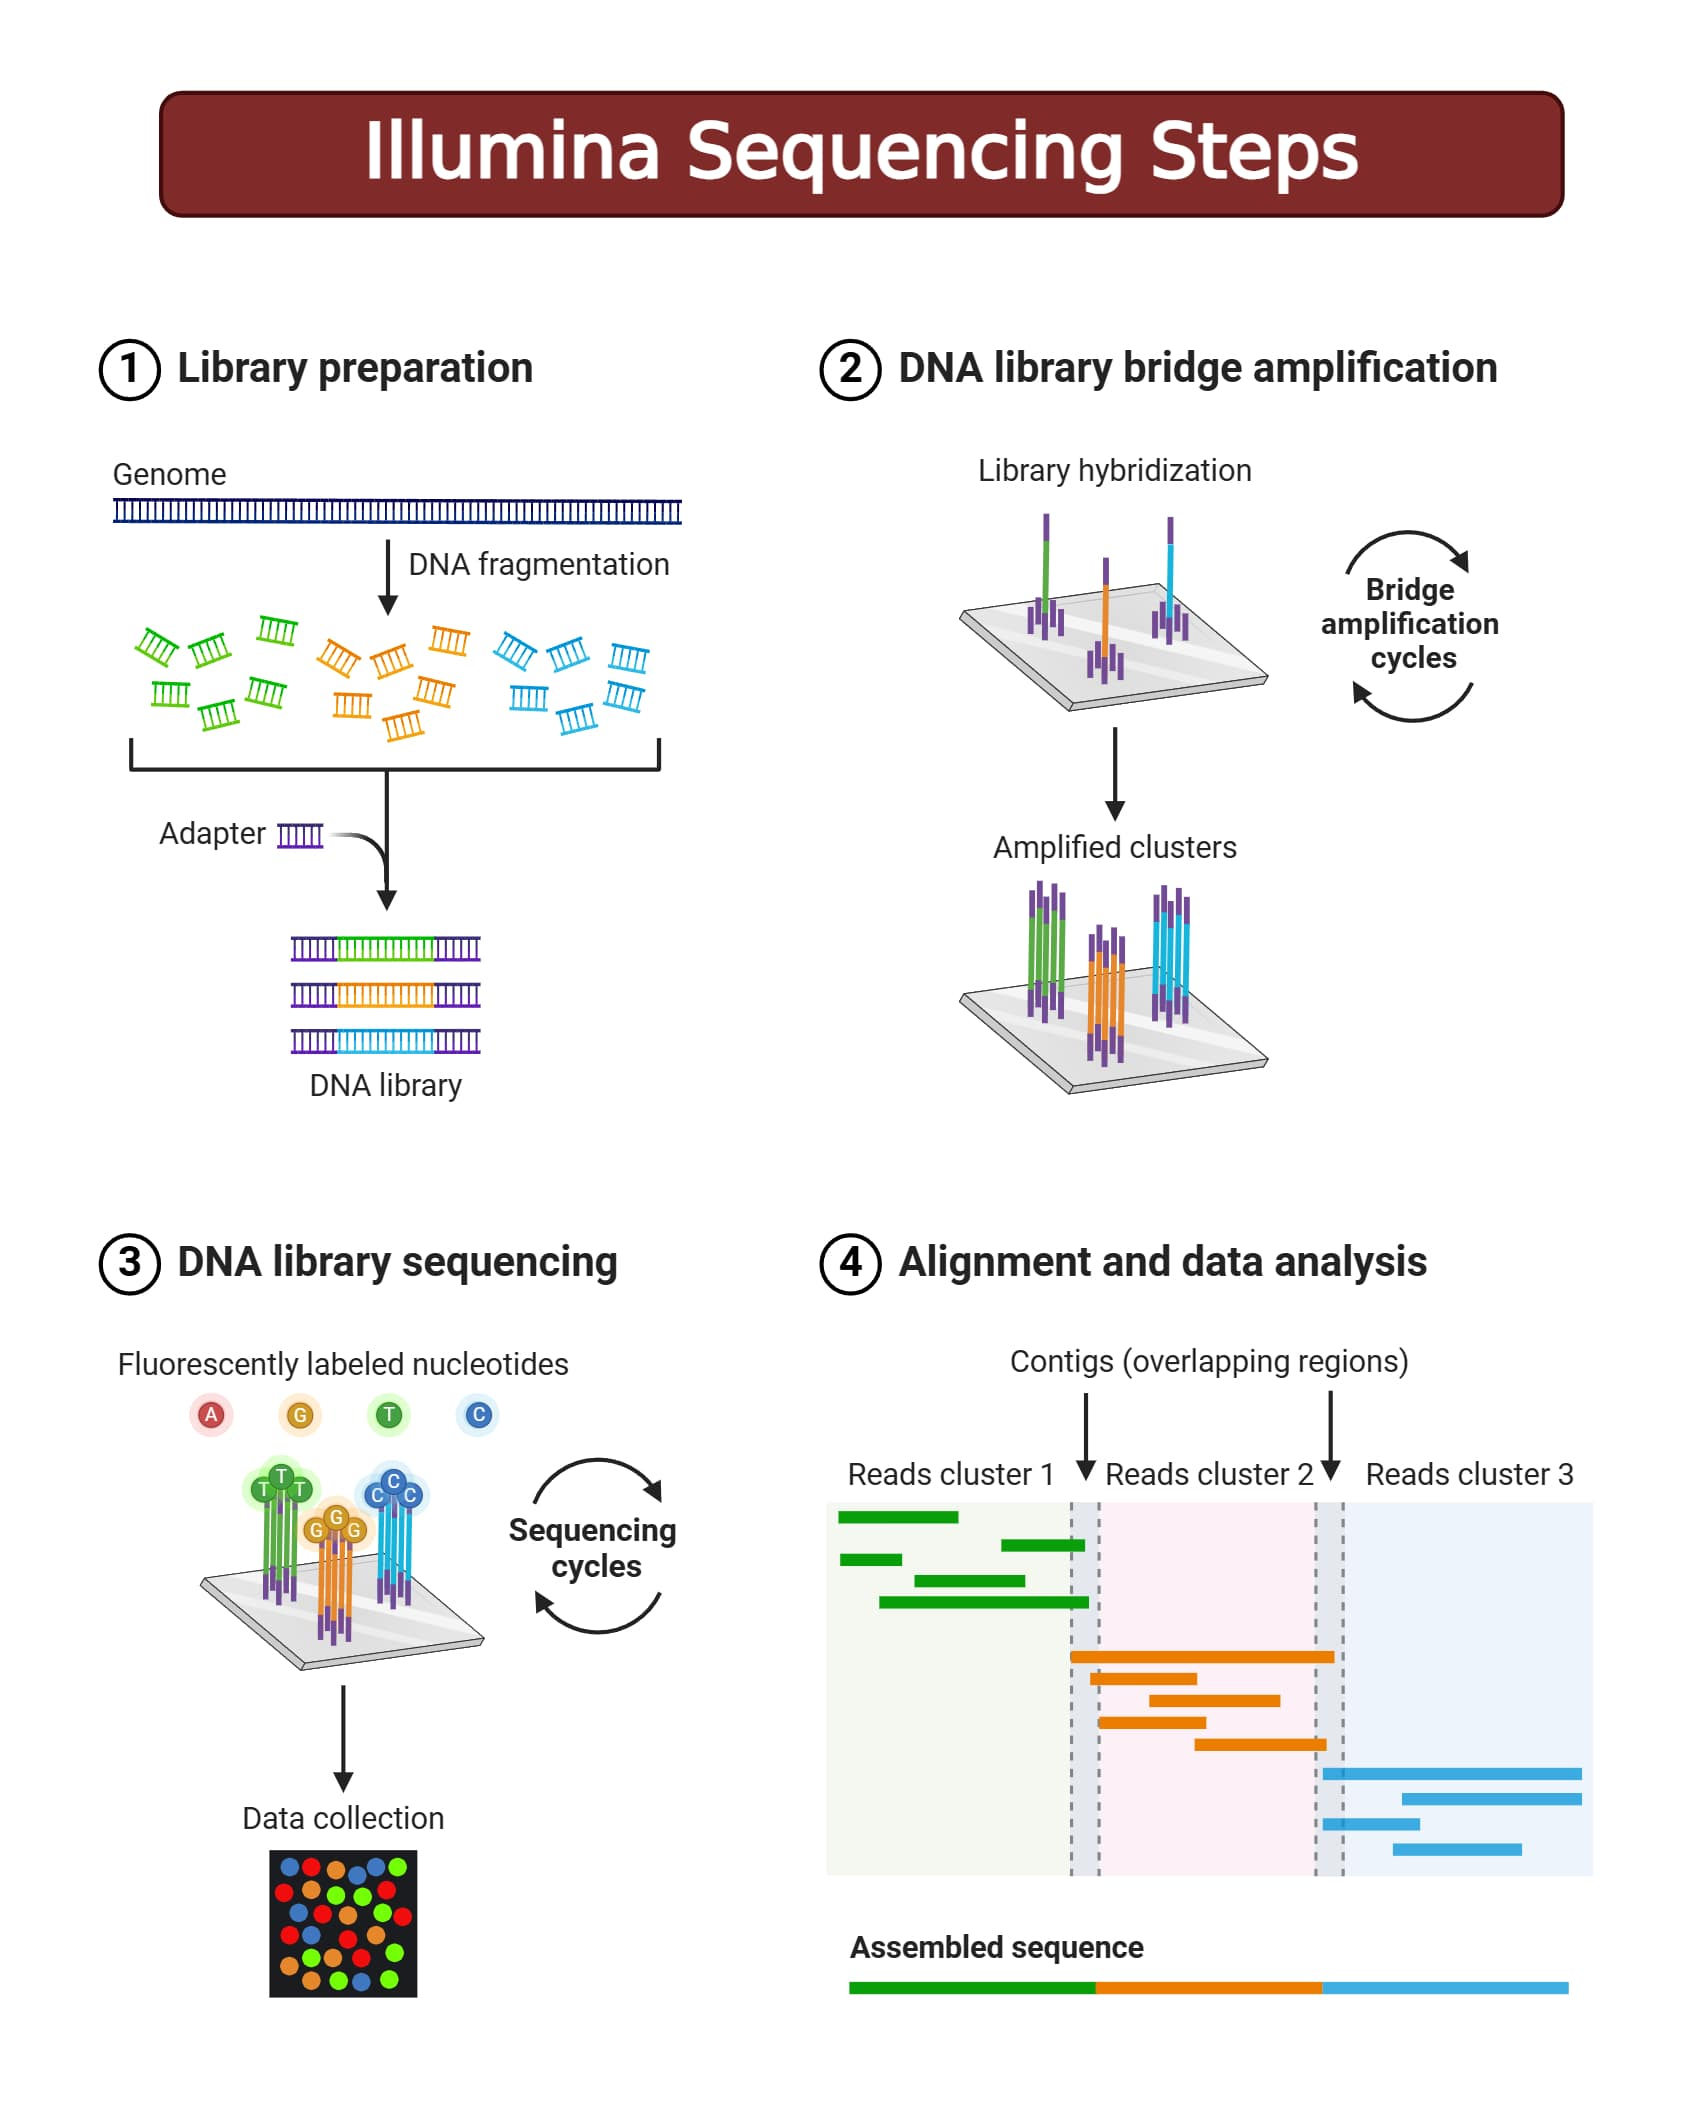 Illumina Sequencing Steps
1 Library preparation
Genome
DNA fragmentation
Adapter
DNA library
2 DNA library bridge amplification
Library hybridization
Bridge
amplification
cycles
Amplified clusters
3 DNA library sequencing
Fluorescently labeled nucleotides
A G T C
T T T
G G G
C C C
Sequencing
cycles
Data collection
4 Alignment and data analysis
Contigs (overlapping regions)
Reads cluster 1 Reads cluster 2 Reads cluster 3
Assembled sequence